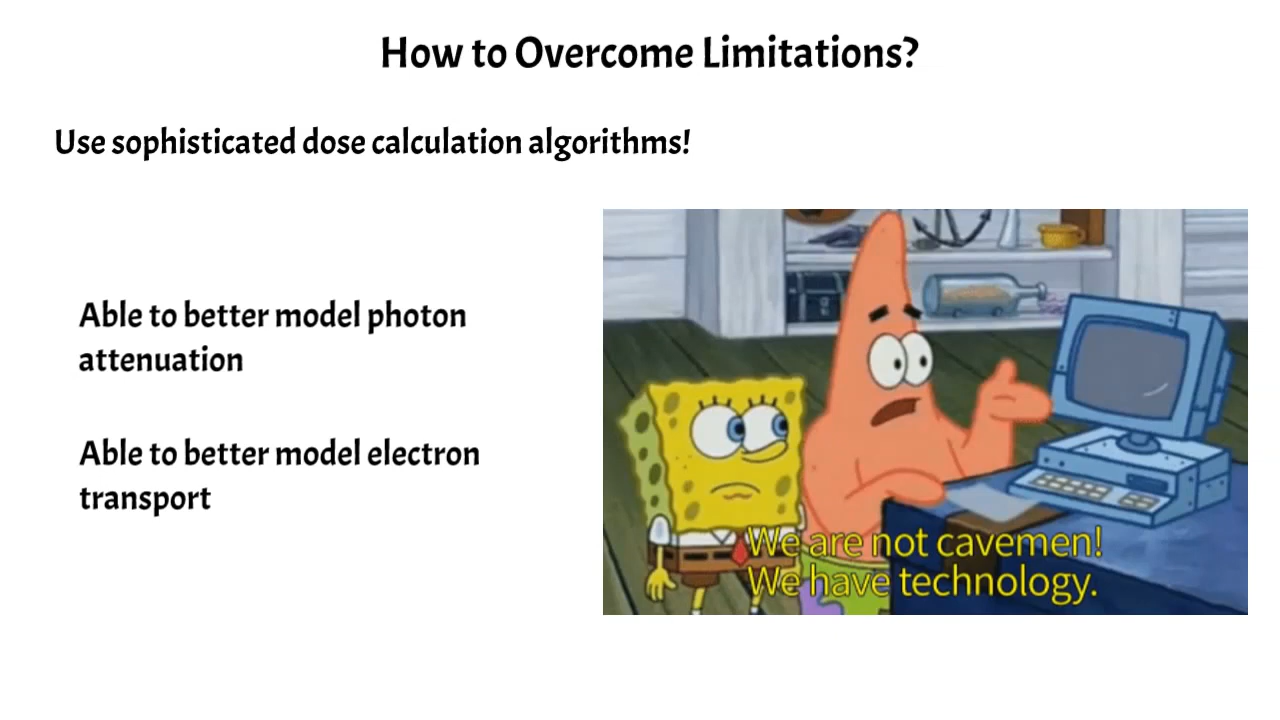 How to Overcome Limitations?
Use sophisticated dose calculation algorithms!
Able to better model photon
attenuation
Able to better model electron
transport
We are not cavemen!
We have technology.